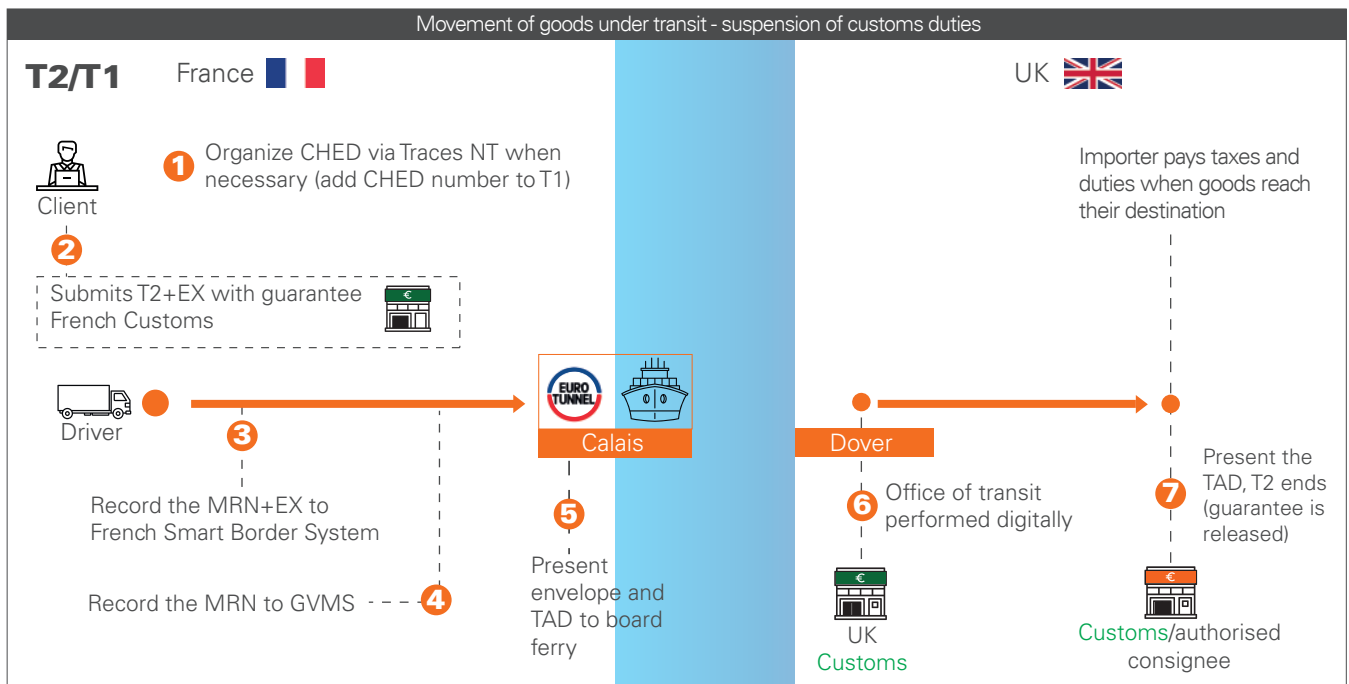 Movement of goods under transit - suspension of customs duties
T2/T1
France
UK
1
Organize CHED via Traces NT when
necessary (add CHED number to T1)
Client
2
Submits T2+EX with guarantee
French Customs
€
Importer pays taxes and
duties when goods reach
their destination
Driver
EURO
TUNNEL
Calais
Dover
3
Record the MRN+EX to
French Smart Border System
4
Record the MRN to GVMS
5
Present
envelope and
TAD to board
ferry
6
Office of transit
performed digitally
€
UK
Customs
7
Present the
TAD, T2 ends
(guarantee is
released)
€
Customs/authorised
consignee